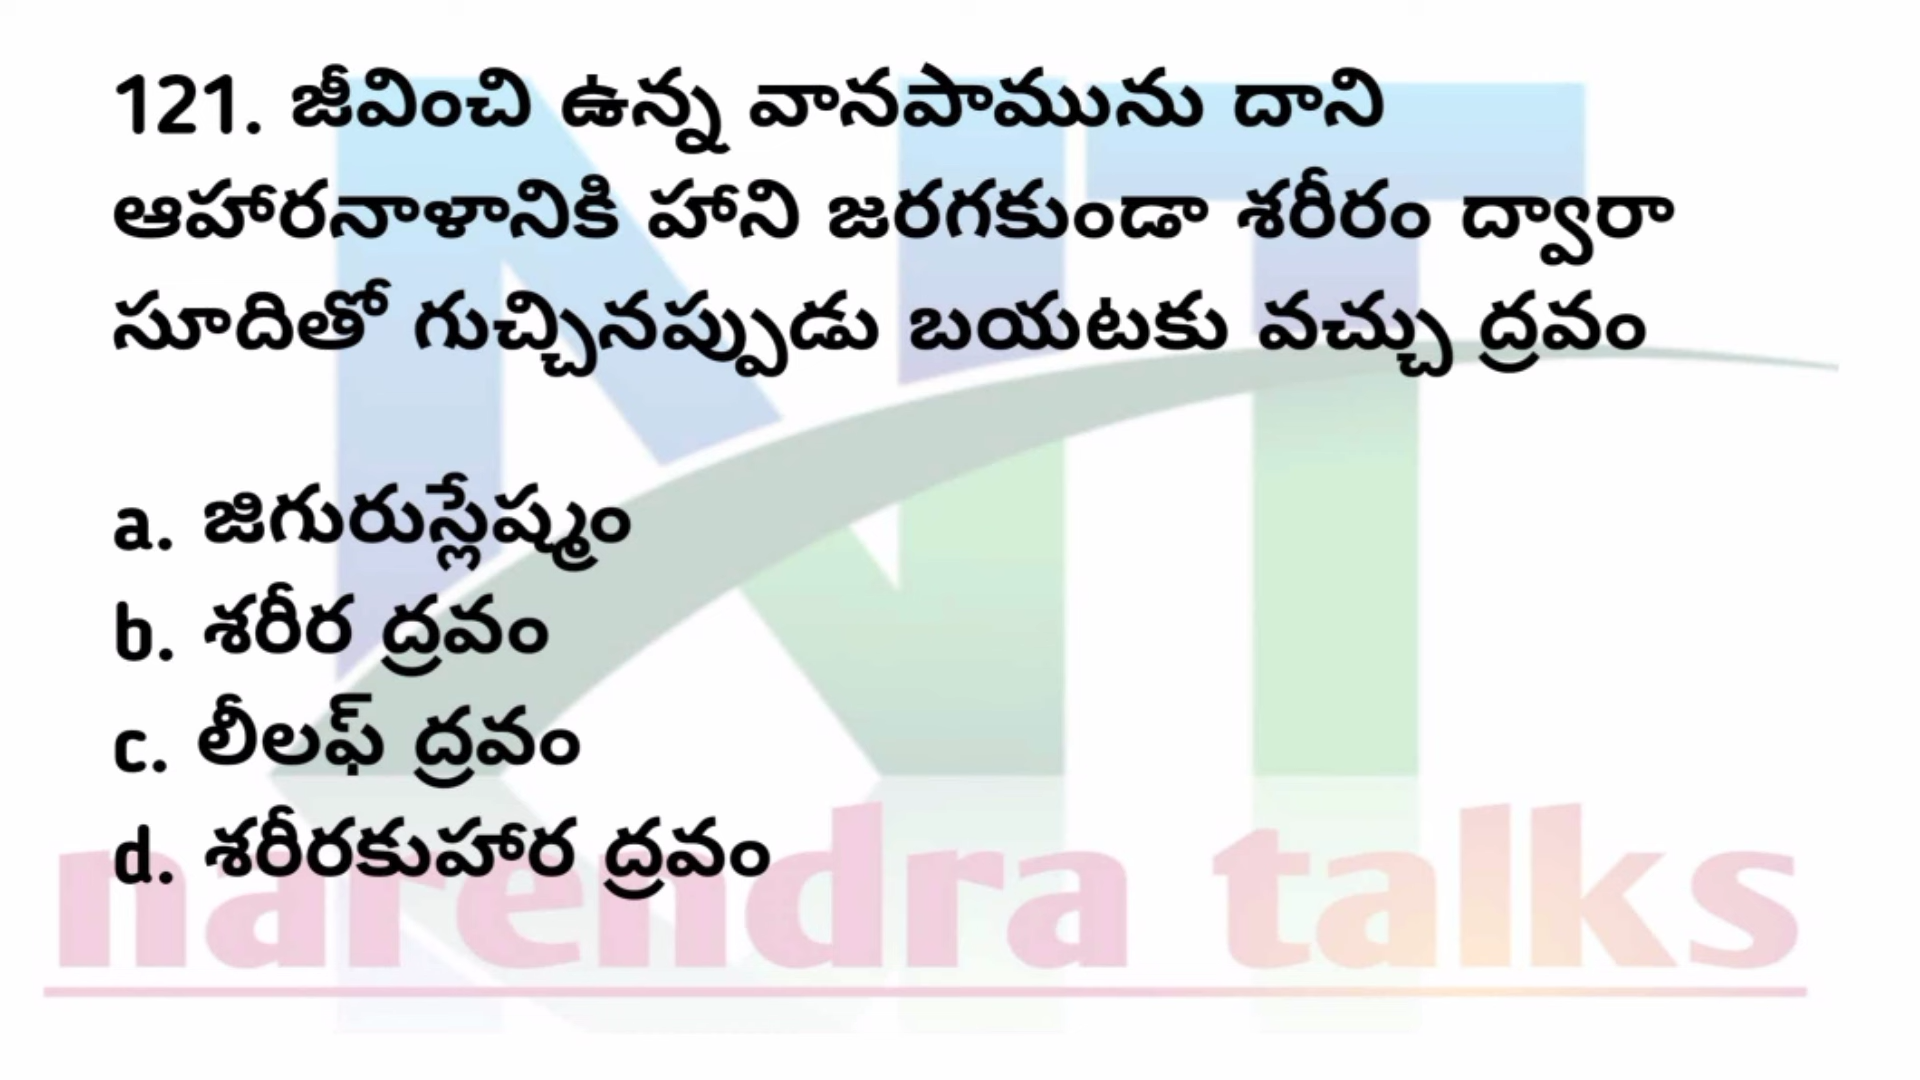 121. జీవించి ఉన్న వానపామును దాని
ఆహారనాళానికి హాని జరగకుండా శరీరం ద్వారా
సూదితో గుచ్చినప్పుడు బయటకు వచ్చు ద్రవం
a. జిగురుస్లేష్మం
b. శరీర ద్రవం
c. లీలఫ్ ద్రవం
d. శరీరకుహార ద్రవం
narendra talks